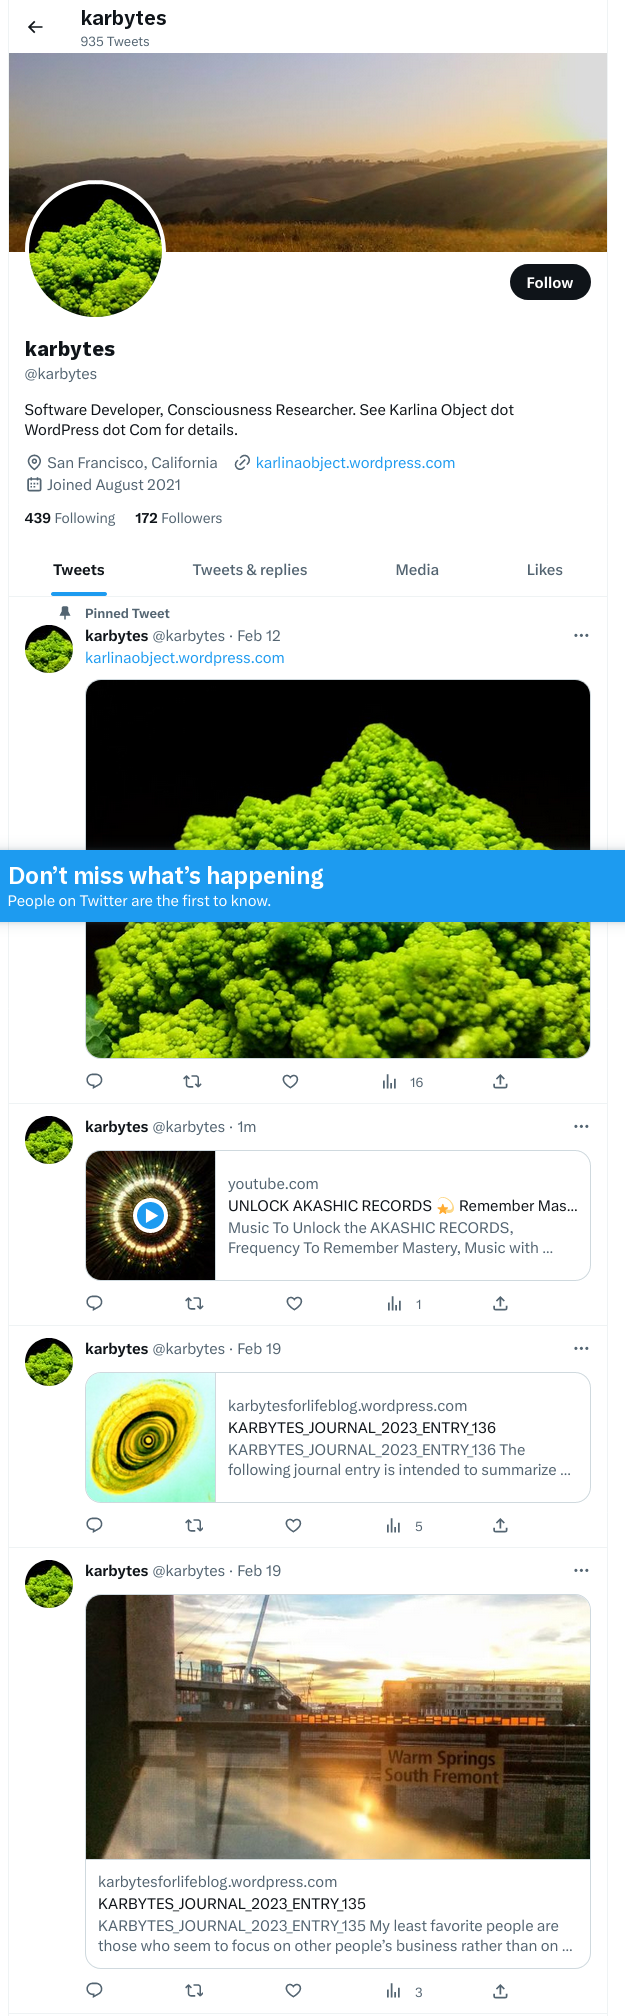 karbytes
935 Tweets
Follow
karbytes
@karbytes
Software Developer, Consciousness Researcher. See Karlina Object dot
WordPress dot Com for details.
San Francisco, California karlinaobject.wordpress.com
Joined August 2021
439 Following 172 Followers
Tweets Tweets & replies Media Likes
Pinned Tweet
karbytes @karbytes · Feb 12
karlinaobject.wordpress.com
Don’t miss what’s happening
People on Twitter are the first to know.
16
karbytes @karbytes · 1m
youtube.com
UNLOCK AKASHIC RECORDS 💫 Remember Mas...
Music To Unlock the AKASHIC RECORDS,
Frequency To Remember Mastery, Music with ...
1
karbytes @karbytes · Feb 19
karbytesforlifeblog.wordpress.com
KARBYTES_JOURNAL_2023_ENTRY_136
KARBYTES_JOURNAL_2023_ENTRY_136 The
following journal entry is intended to summarize ...
5
karbytes @karbytes · Feb 19
Warm Springs
South Fremont
karbytesforlifeblog.wordpress.com
KARBYTES_JOURNAL_2023_ENTRY_135
KARBYTES_JOURNAL_2023_ENTRY_135 My least favorite people are
those who seem to focus on other people’s business rather than on ...
3